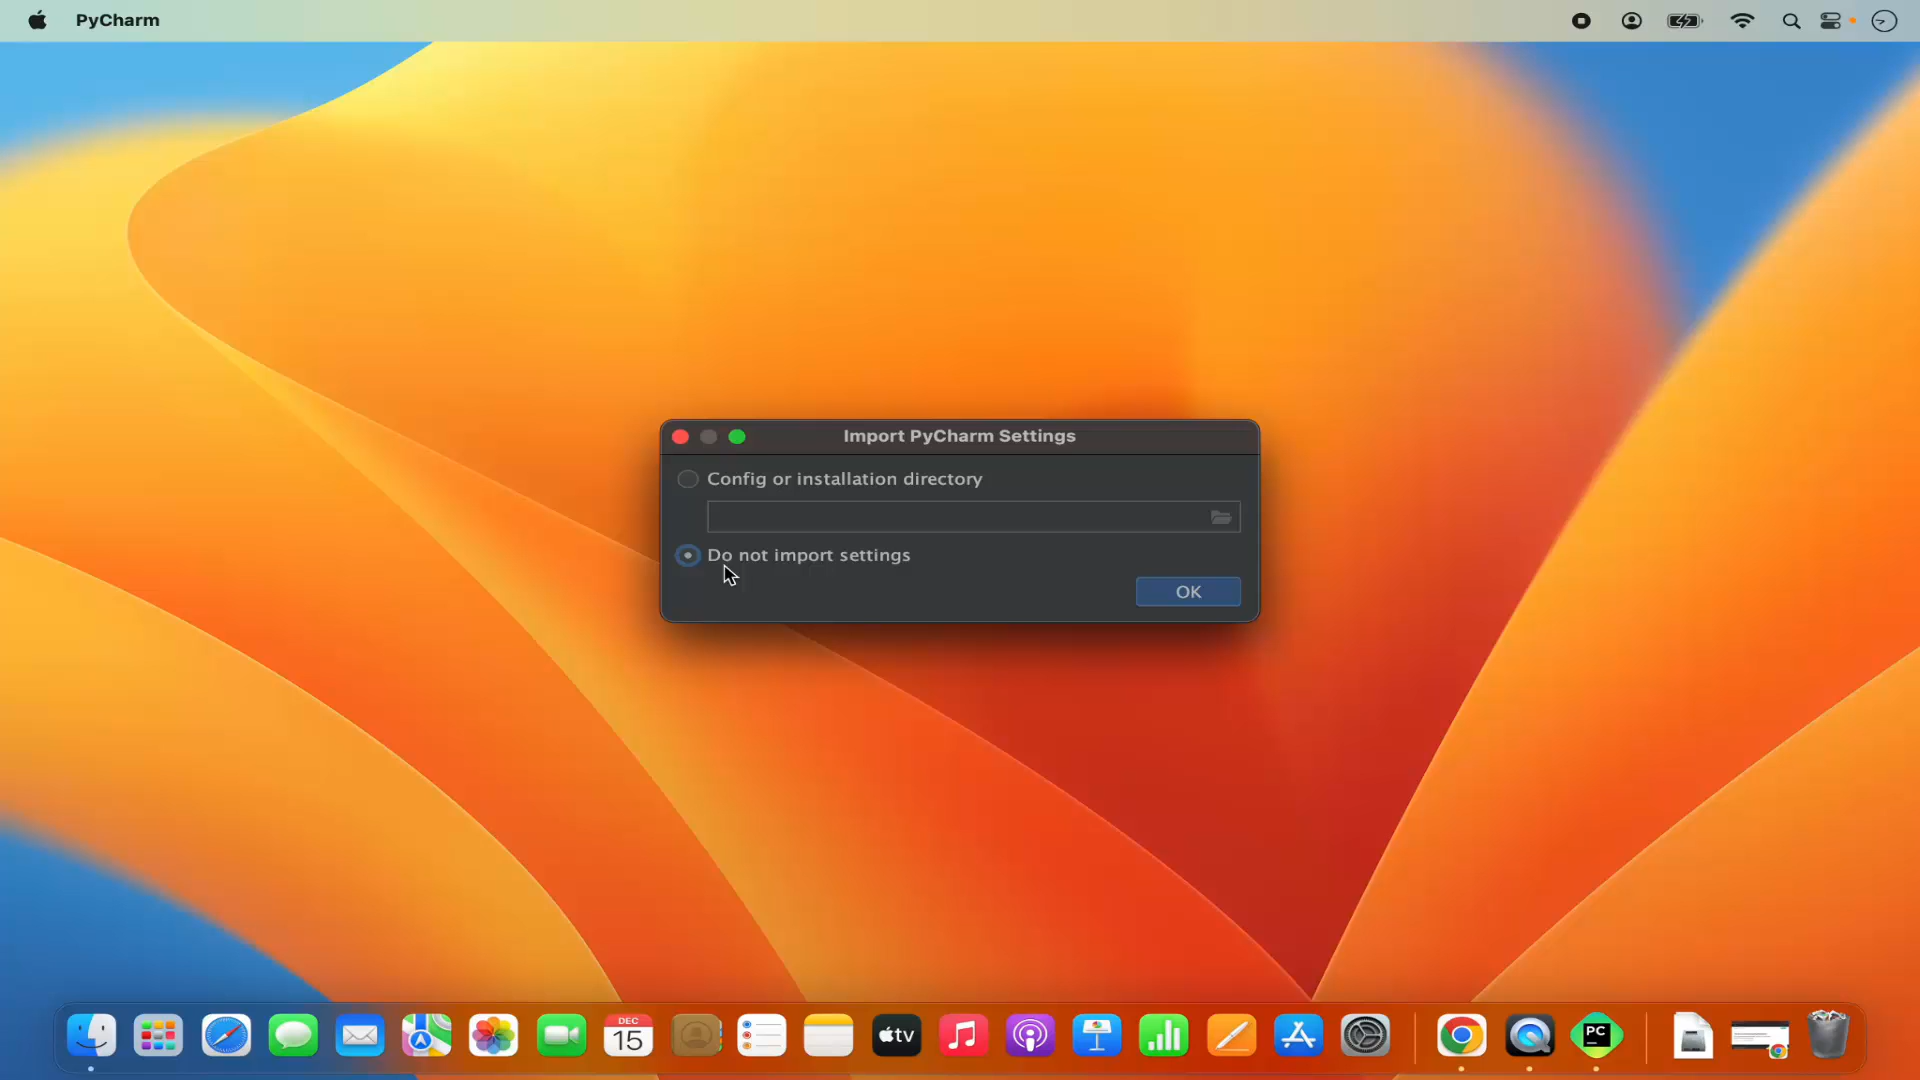 PyCharm
Import PyCharm Settings
Config or installation directory
Do not import settings
OK
DEC
15
tv
PC